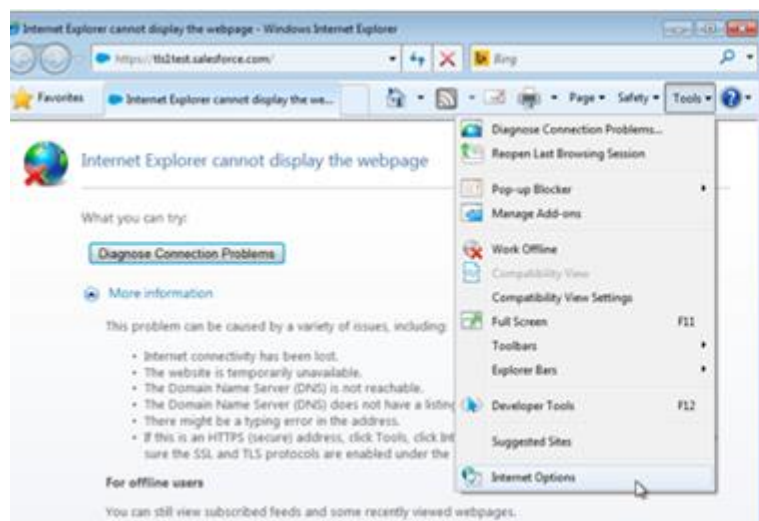 Internet Explorer cannot display the webpage - Windows Internet Explorer
https://tls1test.salesforce.com/
Bing
Favorites
Internet Explorer cannot display the we...
Page
Safety
Tools
Internet Explorer cannot display the webpage
What you can try:
Diagnose Connection Problems
More information
This problem can be caused by a variety of issues, including:
• Internet connectivity has been lost.
• The website is temporarily unavailable.
• The Domain Name Server (DNS) is not reachable.
• The Domain Name Server (DNS) does not have a listing
• There might be a typing error in the address.
• If this is an HTTPS (secure) address, click Tools, click Int
sure the SSL and TLS protocols are enabled under the
For offline users
You can still view subscribed feeds and some recently viewed webpages.
Diagnose Connection Problems...
Reopen Last Browsing Session
Pop-up Blocker
Manage Add-ons
Work Offline
Compatibility View
Compatibility View Settings
Full Screen F11
Toolbars
Explorer Bars
Developer Tools F12
Suggested Sites
Internet Options